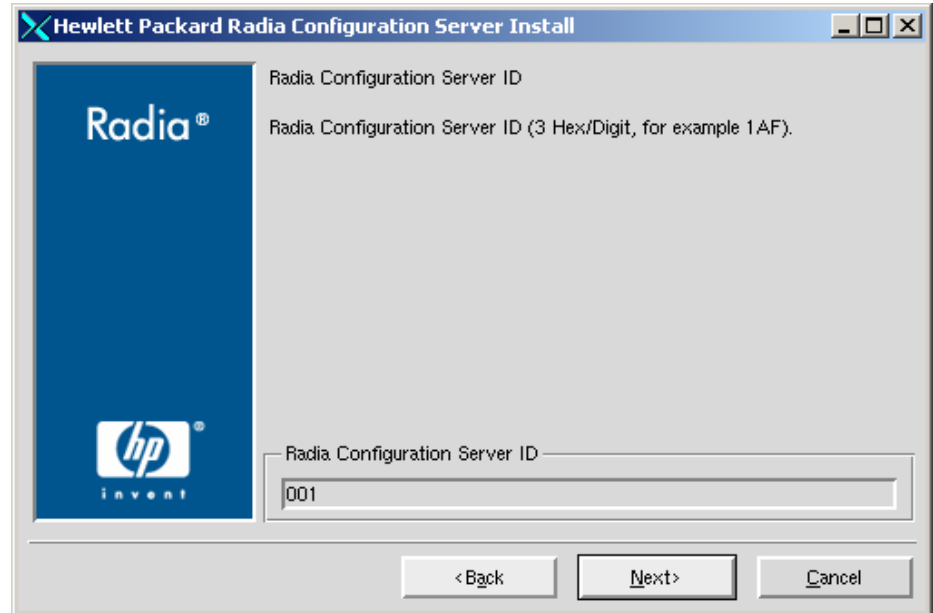 Hewlett Packard Radia Configuration Server Install
Radia®
Radia Configuration Server ID
Radia Configuration Server ID (3 Hex/Digit, for example 1AF).
hp®
invent
Radia Configuration Server ID
001
<Back
Next>
Cancel